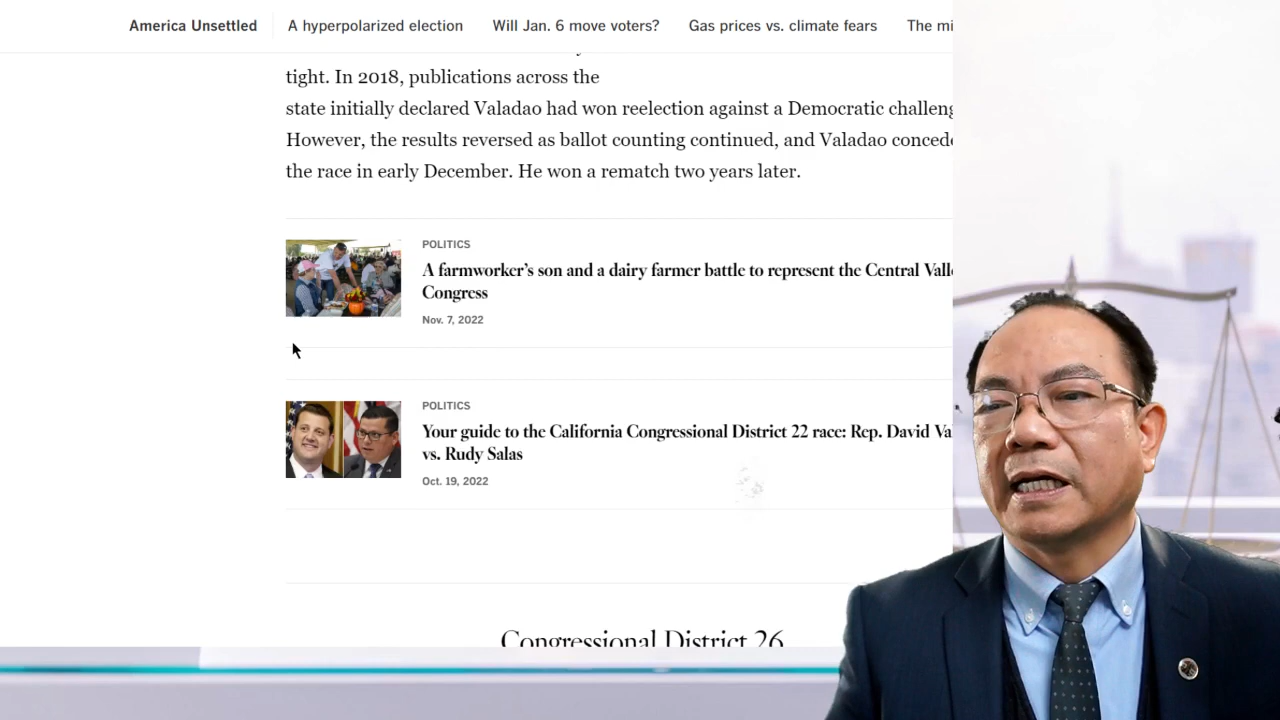 America Unsettled A hyperpolarized election Will Jan. 6 move voters? Gas prices vs. climate fears The mi
tight. In 2018, publications across the
state initially declared Valadao had won reelection against a Democratic challeng
However, the results reversed as ballot counting continued, and Valadao concede
the race in early December. He won a rematch two years later.
POLITICS
A farmworker’s son and a dairy farmer battle to represent the Central Valle
Congress
Nov. 7, 2022
POLITICS
Your guide to the California Congressional District 22 race: Rep. David Va
vs. Rudy Salas
Oct. 19, 2022
Congressional District 26